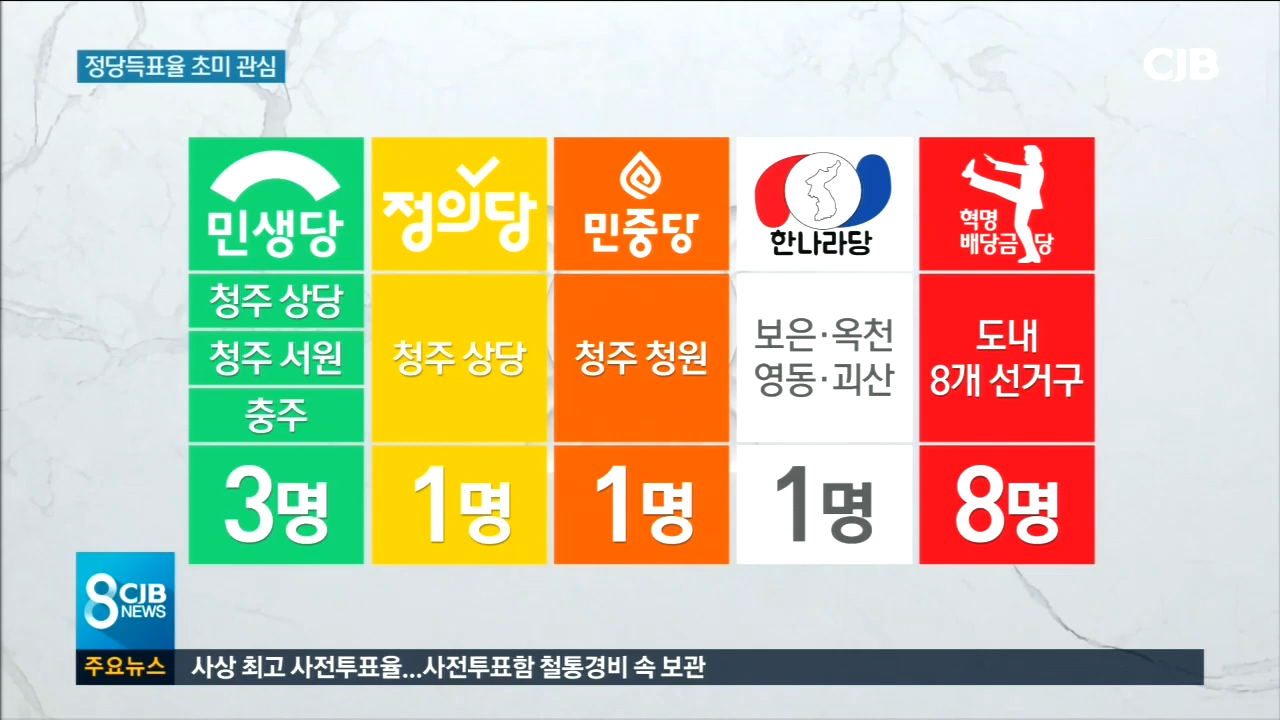 정당득표율 초미 관심
CJB
민생당
정의당
민중당
한나라당
혁명
배당금당
청주 상당
청주 서원
충주
청주 상당
청주 청원
보은·옥천
영동·괴산
도내
8개 선거구
3명
1명
1명
1명
8명
8 CJB
NEWS
주요뉴스
사상 최고 사전투표율...사전투표함 철통경비 속 보관